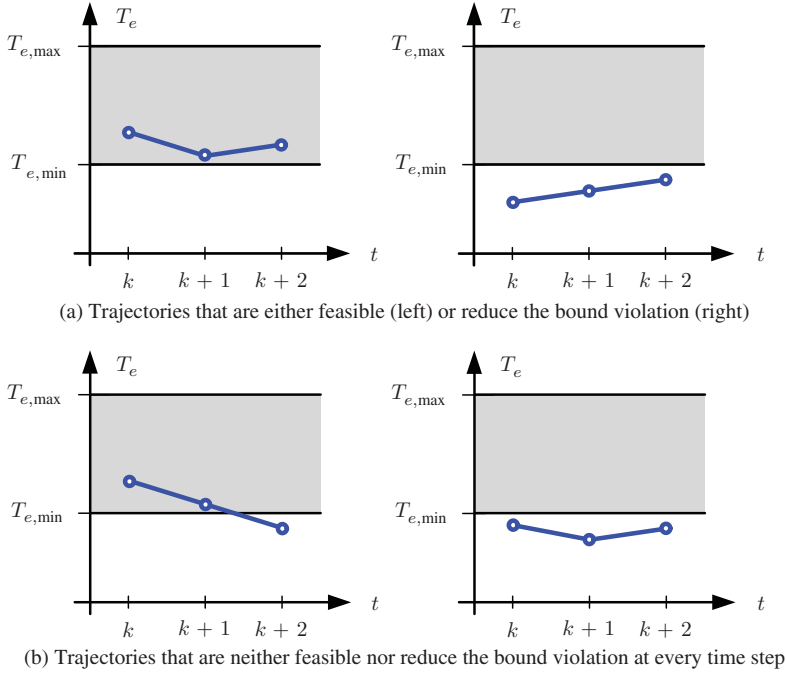 T_e T_e
T_{e,max} T_{e,max}
T_{e,min} T_{e,min}
t t
k k + 1 k + 2 k k + 1 k + 2
(a) Trajectories that are either feasible (left) or reduce the bound violation (right)
T_e T_e
T_{e,max} T_{e,max}
T_{e,min} T_{e,min}
t t
k k + 1 k + 2 k k + 1 k + 2
(b) Trajectories that are neither feasible nor reduce the bound violation at every time step